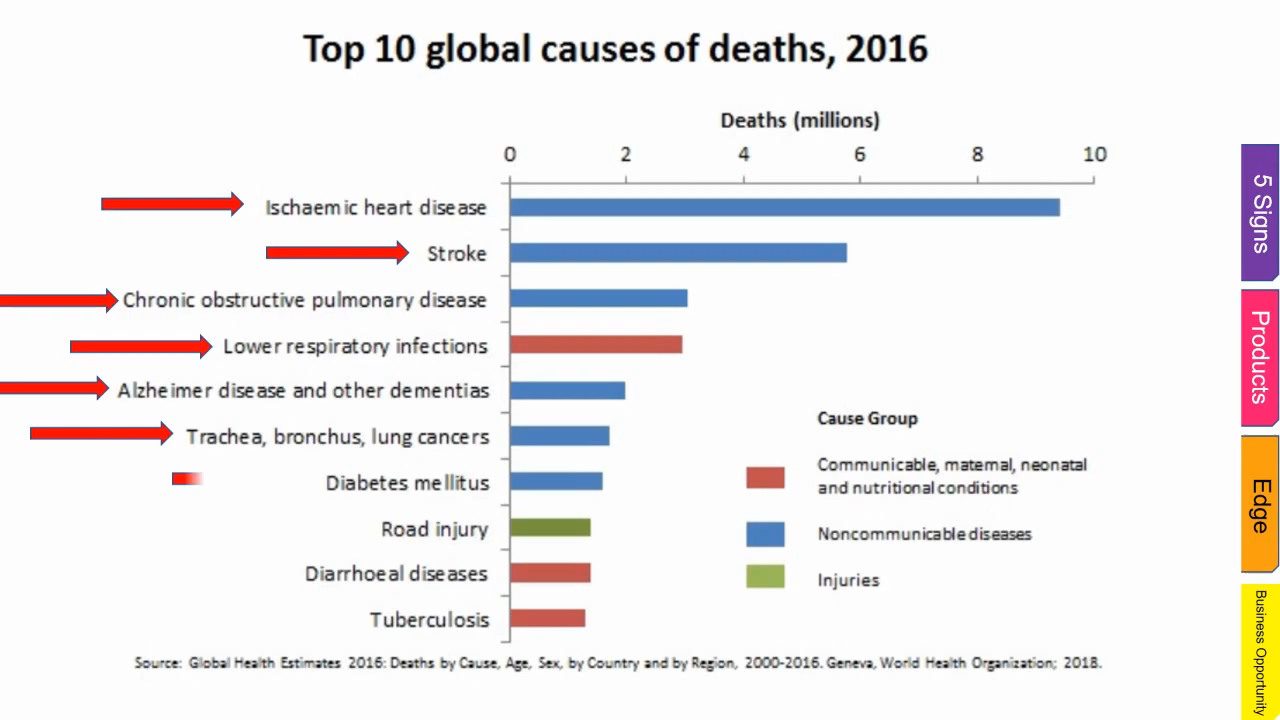 Top 10 global causes of deaths, 2016
Deaths (millions)
0 2 4 6 8 10
Ischaemic heart disease
Stroke
Chronic obstructive pulmonary disease
Lower respiratory infections
Alzheimer disease and other dementias
Trachea, bronchus, lung cancers
Diabetes mellitus
Road injury
Diarrhoeal diseases
Tuberculosis
Cause Group
Communicable, maternal, neonatal
and nutritional conditions
Noncommunicable diseases
Injuries
Source: Global Health Estimates 2016: Deaths by Cause, Age, Sex, by Country and by Region, 2000-2016. Geneva, World Health Organization; 2018.
5 Signs
Products
Edge
Business Opportunity